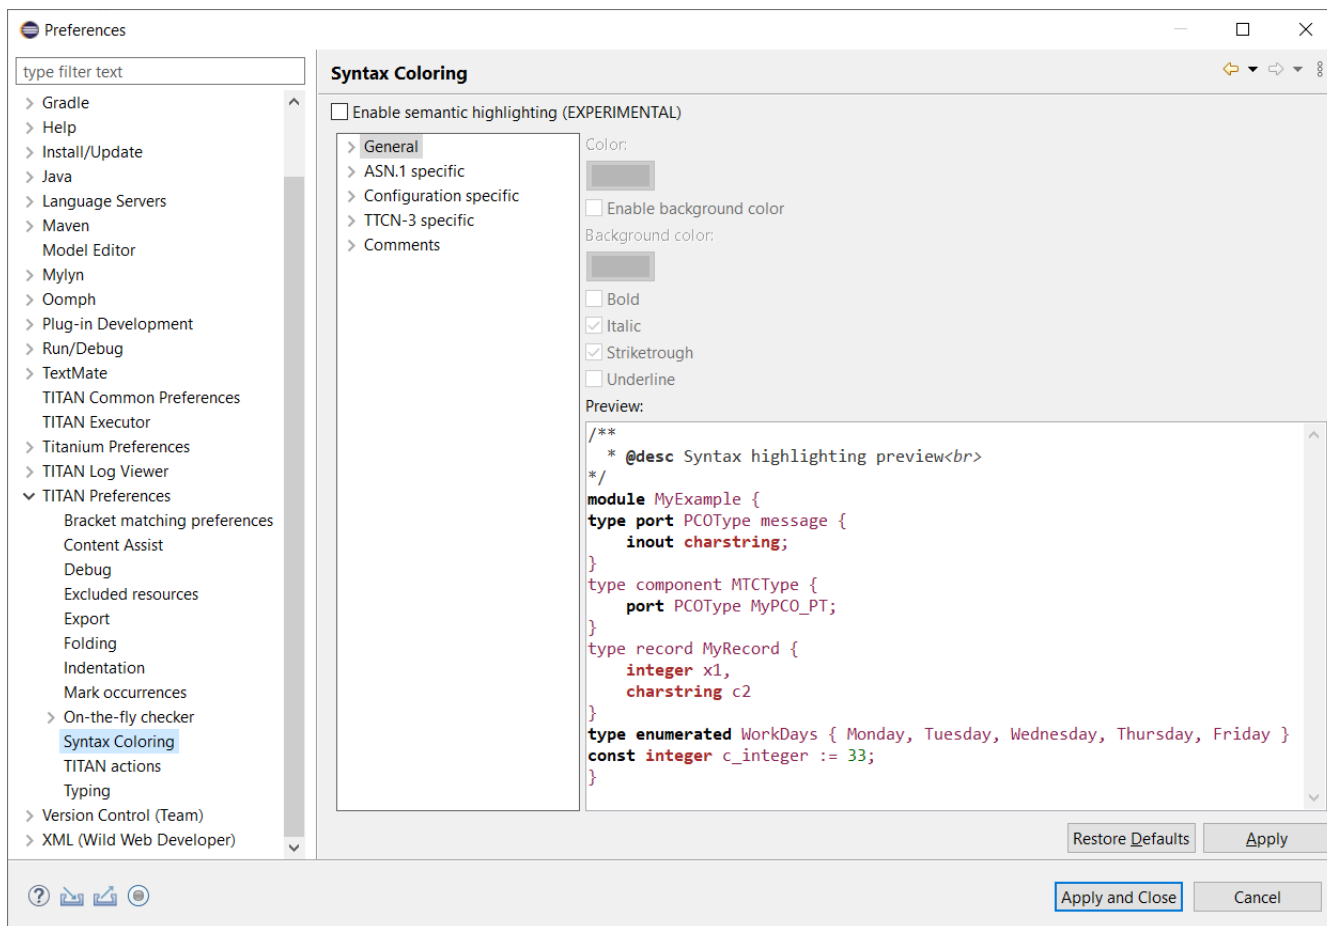 Preferences
type filter text
Gradle
Help
Install/Update
Java
Language Servers
Maven
Model Editor
Mylyn
Oomph
Plug-in Development
Run/Debug
TextMate
TITAN Common Preferences
TITAN Executor
Titanium Preferences
TITAN Log Viewer
TITAN Preferences
Bracket matching preferences
Content Assist
Debug
Excluded resources
Export
Folding
Indentation
Mark occurrences
On-the-fly checker
Syntax Coloring
TITAN actions
Typing
Version Control (Team)
XML (Wild Web Developer)
Syntax Coloring
Enable semantic highlighting (EXPERIMENTAL)
General
ASN.1 specific
Configuration specific
TTCN-3 specific
Comments
Color:
Enable background color
Background color:
Bold
Italic
Striketrough
Underline
Preview:
/**
  * @desc Syntax highlighting preview<br>
*/
module MyExample {
type port PCOType message {
    inout charstring;
}
type component MTCType {
    port PCOType MyPCO_PT;
}
type record MyRecord {
    integer x1,
    charstring c2
}
type enumerated WorkDays { Monday, Tuesday, Wednesday, Thursday, Friday }
const integer c_integer := 33;
}
Restore Defaults
Apply
Apply and Close
Cancel